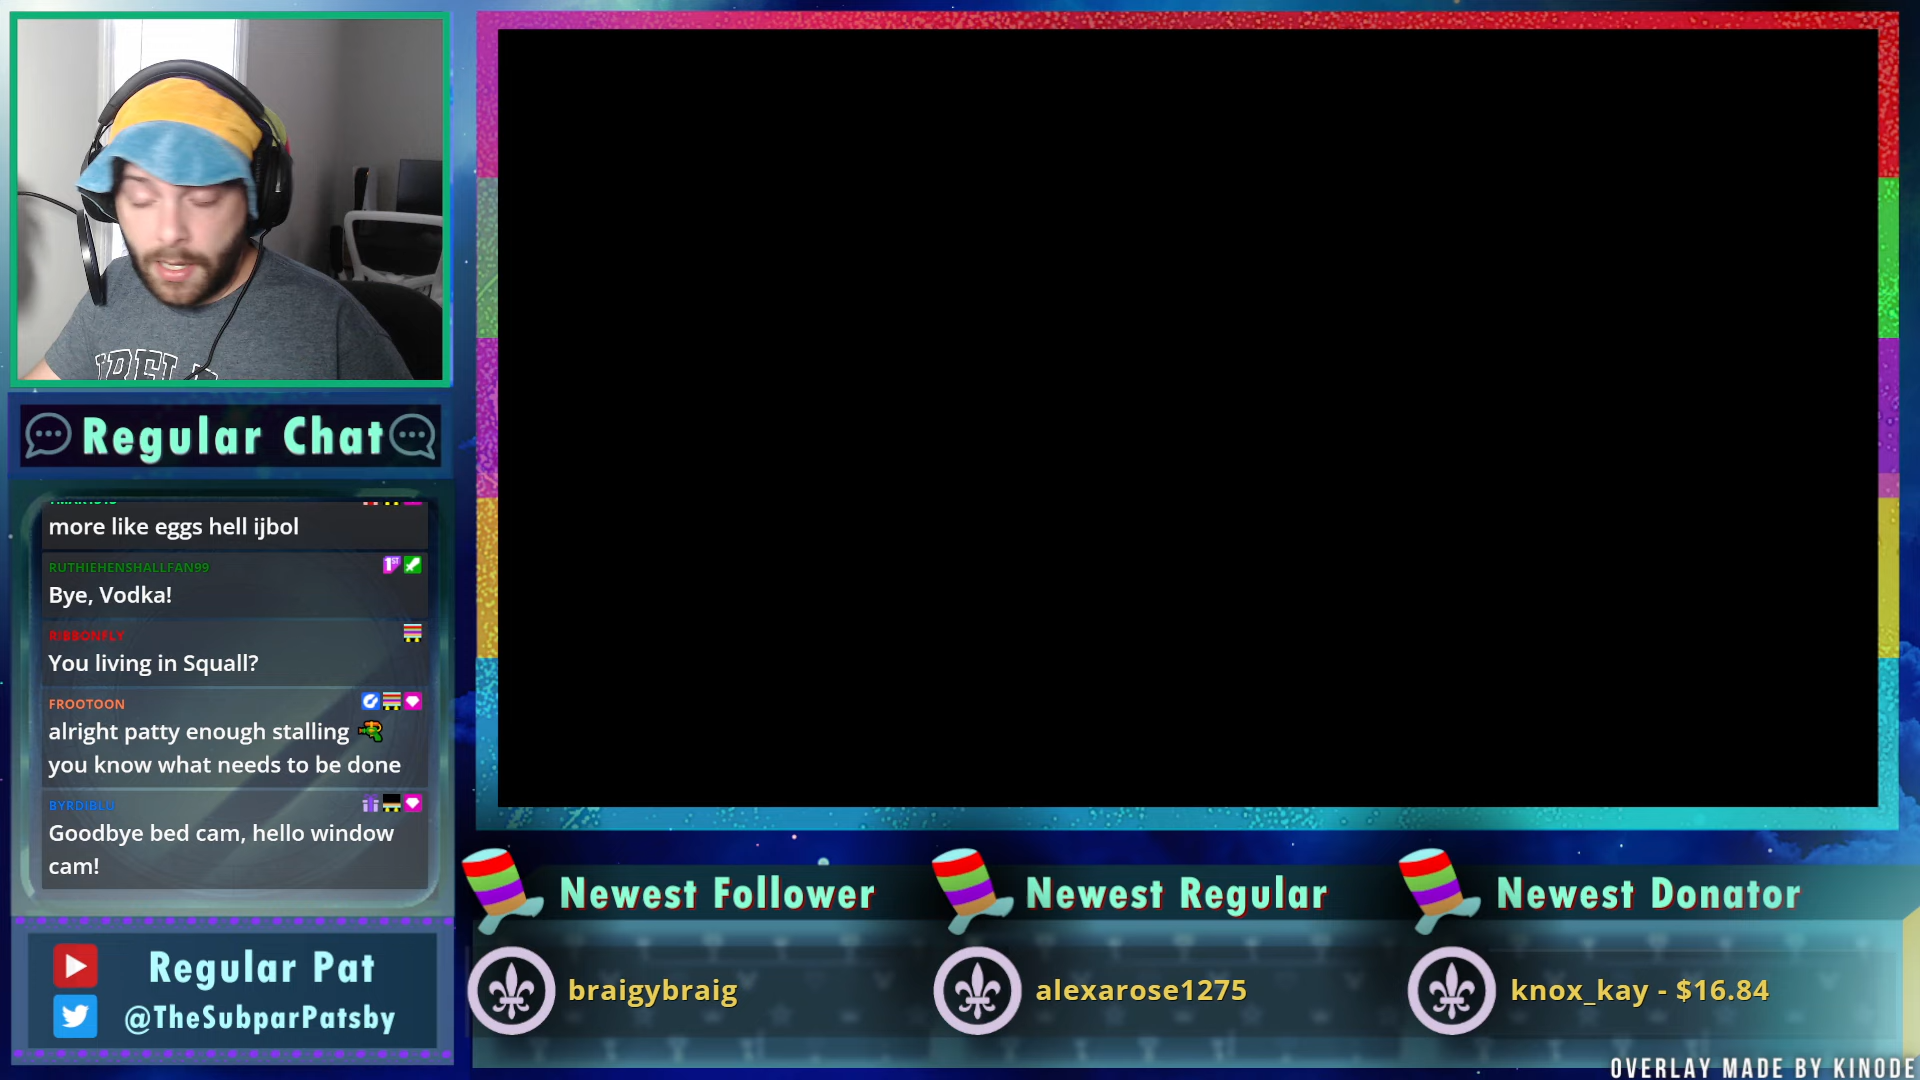 Regular Chat
more like eggs hell ijbol
RUTHIEHENSHALLFAN99
1ST
Bye, Vodka!
RIBBONFLY
You living in Squall?
FROOTOON
alright patty enough stalling
you know what needs to be done
BYRDIBLU
Goodbye bed cam, hello window
cam!
Regular Pat
@TheSubparPatsby
Newest Follower
braigybraig
Newest Regular
alexarose1275
Newest Donator
knox_kay - $16.84
OVERLAY MADE BY KINODE